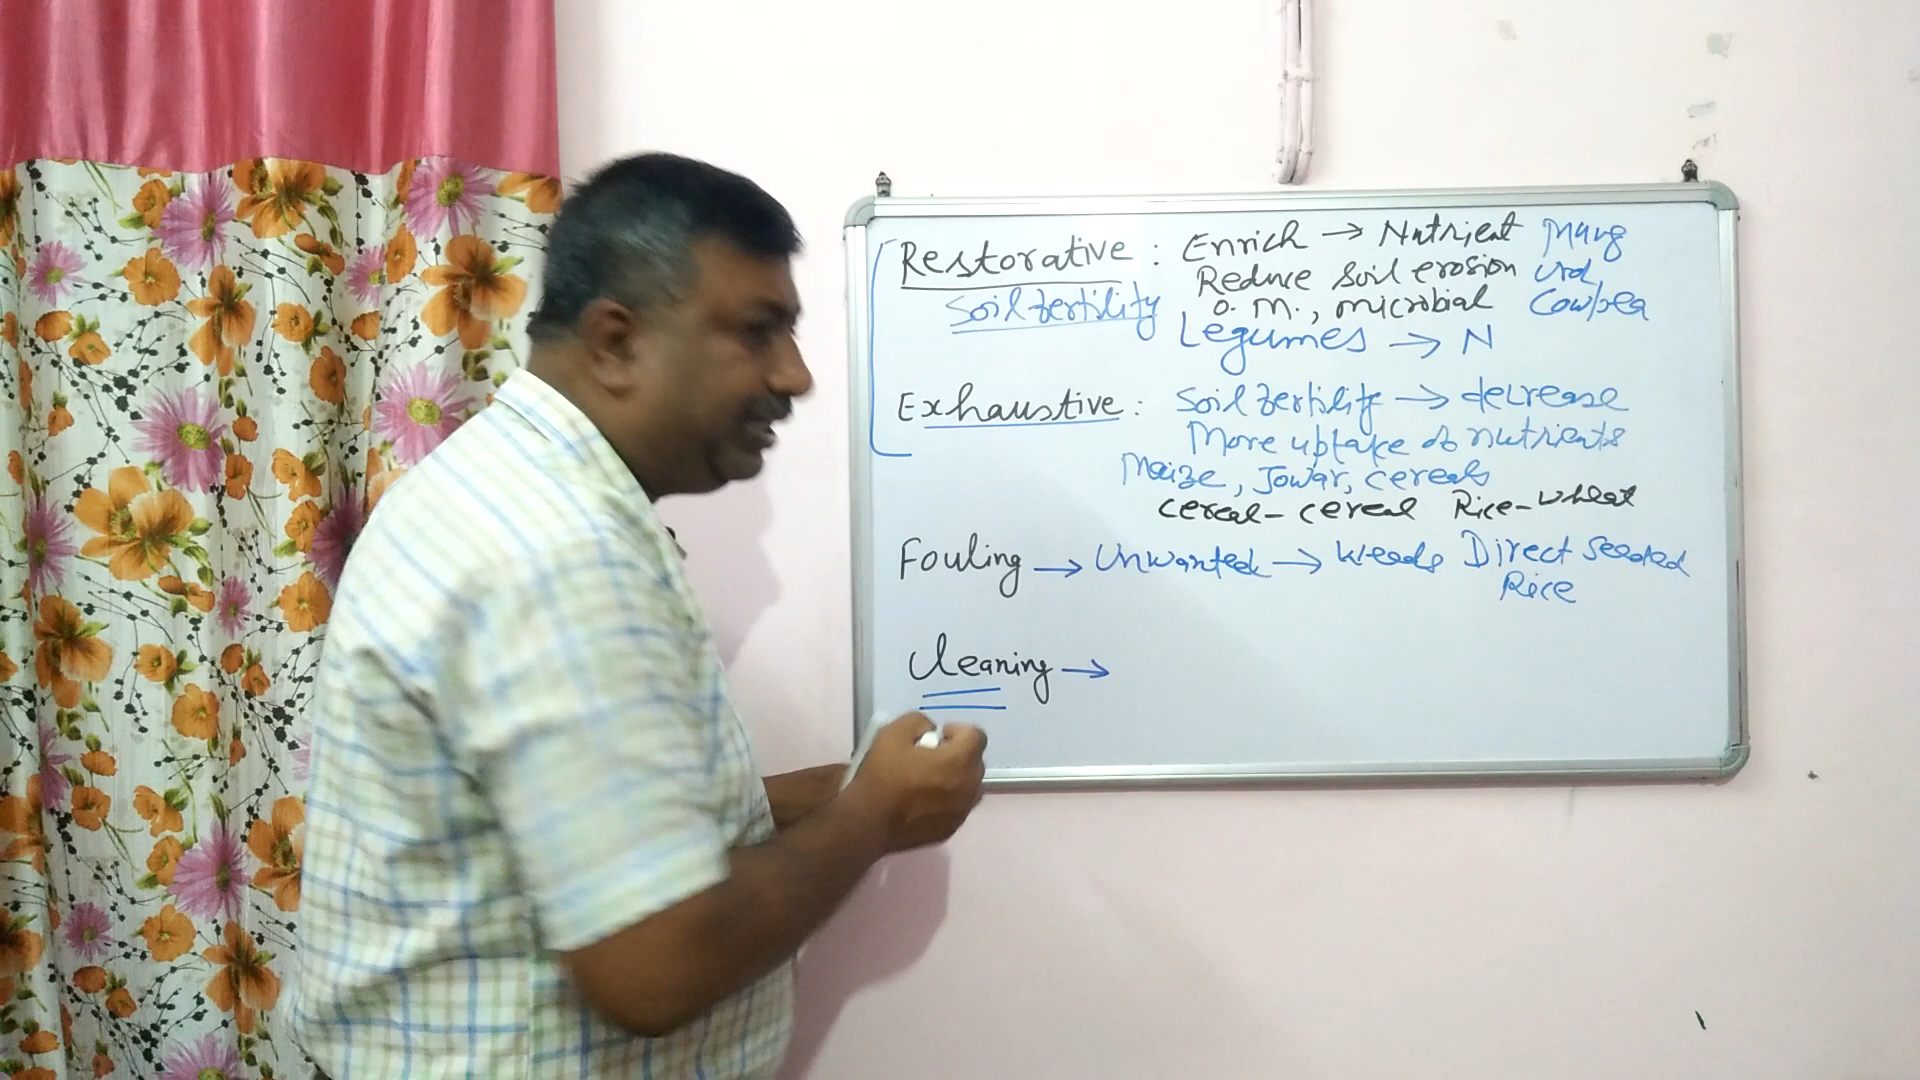 Restorative : Enrich → Nutrient Mung
Reduce soil erosion Urd
Soil fertility O. M., microbial Cowpea
Legumes → N
Exhaustive : Soil fertility → decrease
More uptake of nutrients
Maize, Jowar, cereals
cereal - cereal Rice - wheat
Fouling → Unwanted → Weeds Direct Seeded
Rice
Cleaning →